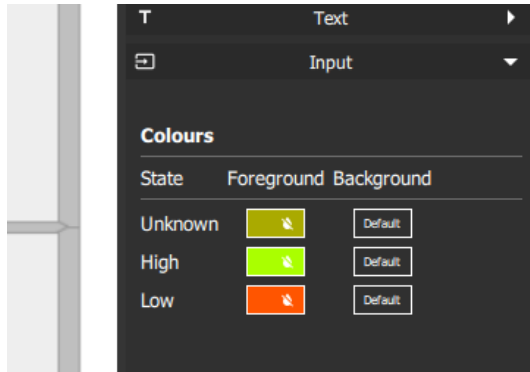 T Text
Input
Colours
State Foreground Background
Unknown Default
High Default
Low Default